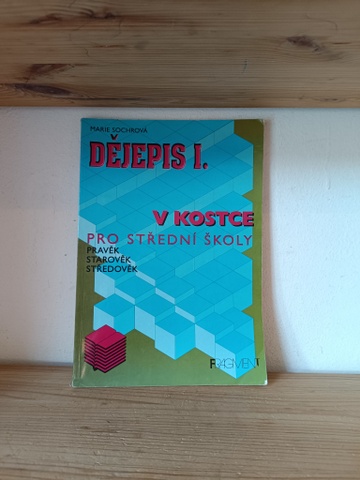 MARIE SOCHROVÁ
DĚJEPIS I.
V KOSTCE
PRO STŘEDNÍ ŠKOLY
PRAVĚK
STAROVĚK
STŘEDOVĚK
FRAGMENT